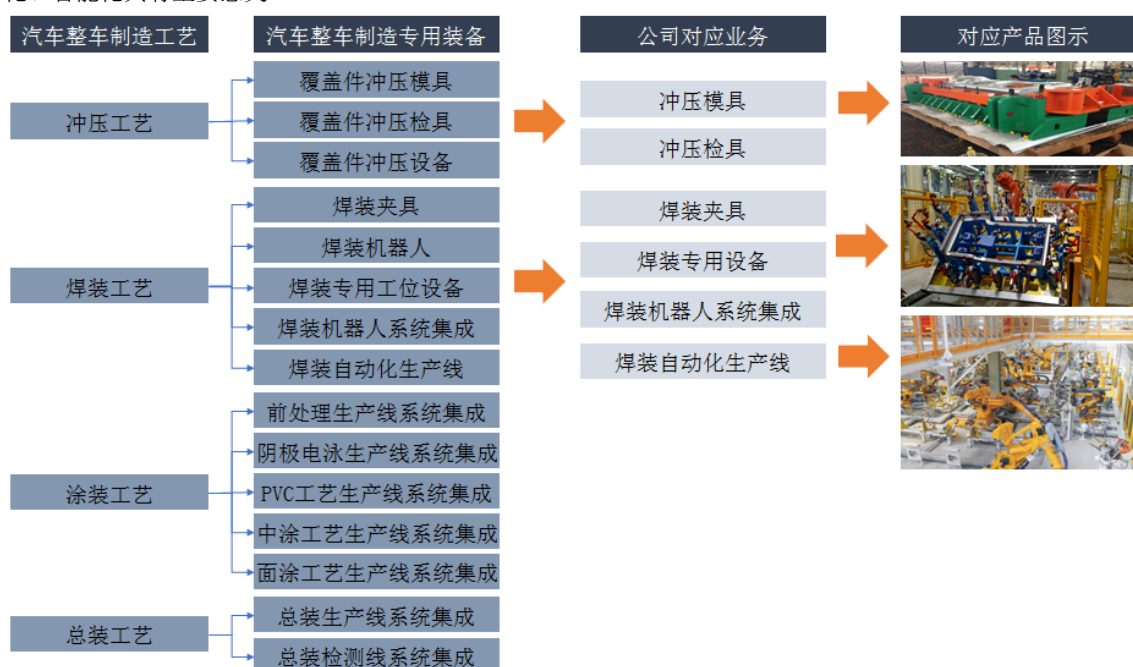 汽车整车制造工艺
汽车整车制造专用装备
公司对应业务
对应产品图示
冲压工艺
覆盖件冲压模具
覆盖件冲压检具
覆盖件冲压设备
冲压模具
冲压检具
焊装工艺
焊装夹具
焊装机器人
焊装专用工位设备
焊装机器人系统集成
焊装自动化生产线
焊装夹具
焊装专用设备
焊装机器人系统集成
焊装自动化生产线
涂装工艺
前处理生产线系统集成
阴极电泳生产线系统集成
PVC工艺生产线系统集成
中涂工艺生产线系统集成
面涂工艺生产线系统集成
总装工艺
总装生产线系统集成
总装检测线系统集成